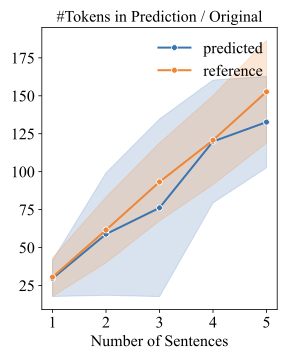 #Tokens in Prediction / Original
predicted
reference
175
150
125
100
75
50
25
1 2 3 4 5
Number of Sentences